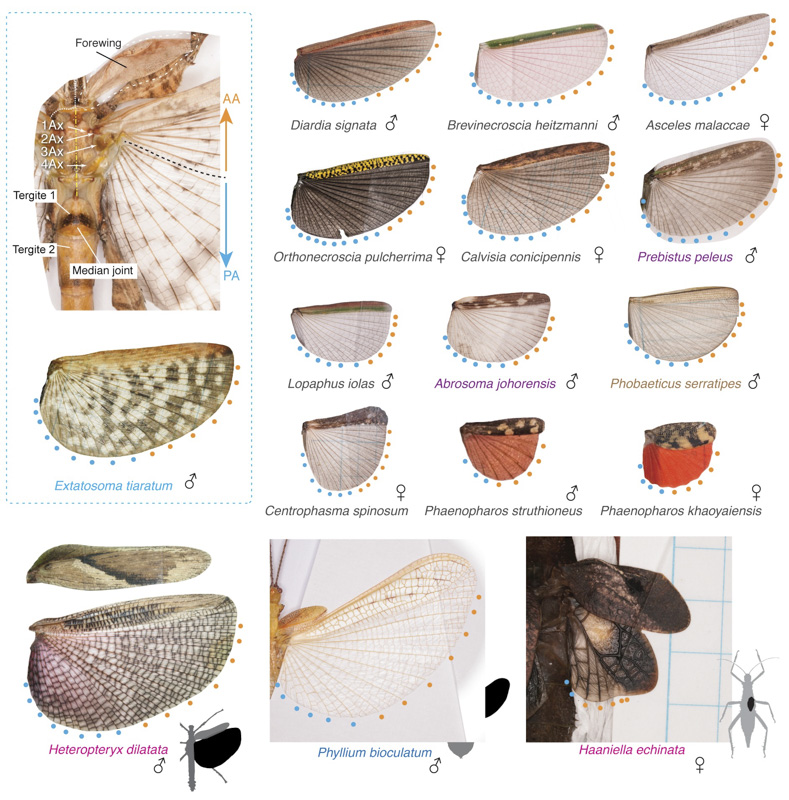 Forewing
AA
1Ax
2Ax
3Ax
4Ax
Tergite 1
Tergite 2
Median joint
PA
Extatosoma tiaratum ♂
Diardia signata ♂
Brevinecroscia heitzmanni ♂
Asceles malaccae ♀
Orthonecroscia pulcherrima ♀
Calvisia conicipennis ♀
Prebistus peleus ♂
Lopaphus iolas ♂
Abrosoma johorensis ♂
Phobaeticus serratipes ♂
Centrophasma spinosum ♀
Phaenopharos struthioneus ♂
Phaenopharos khaoyaiensis ♀
Heteropteryx dilatata ♂
Phyllium bioculatum ♂
Haaniella echinata ♀